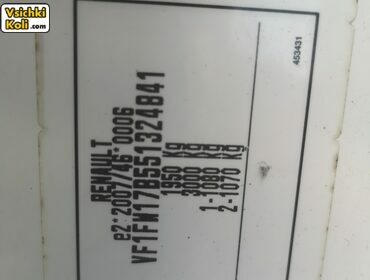 Vsichki
Koli.com
RENAULT
e2*2007/46*0006
VF1FW17B551324841
1950 kg
3000 kg
1-1080 kg
2-1070 kg
453431